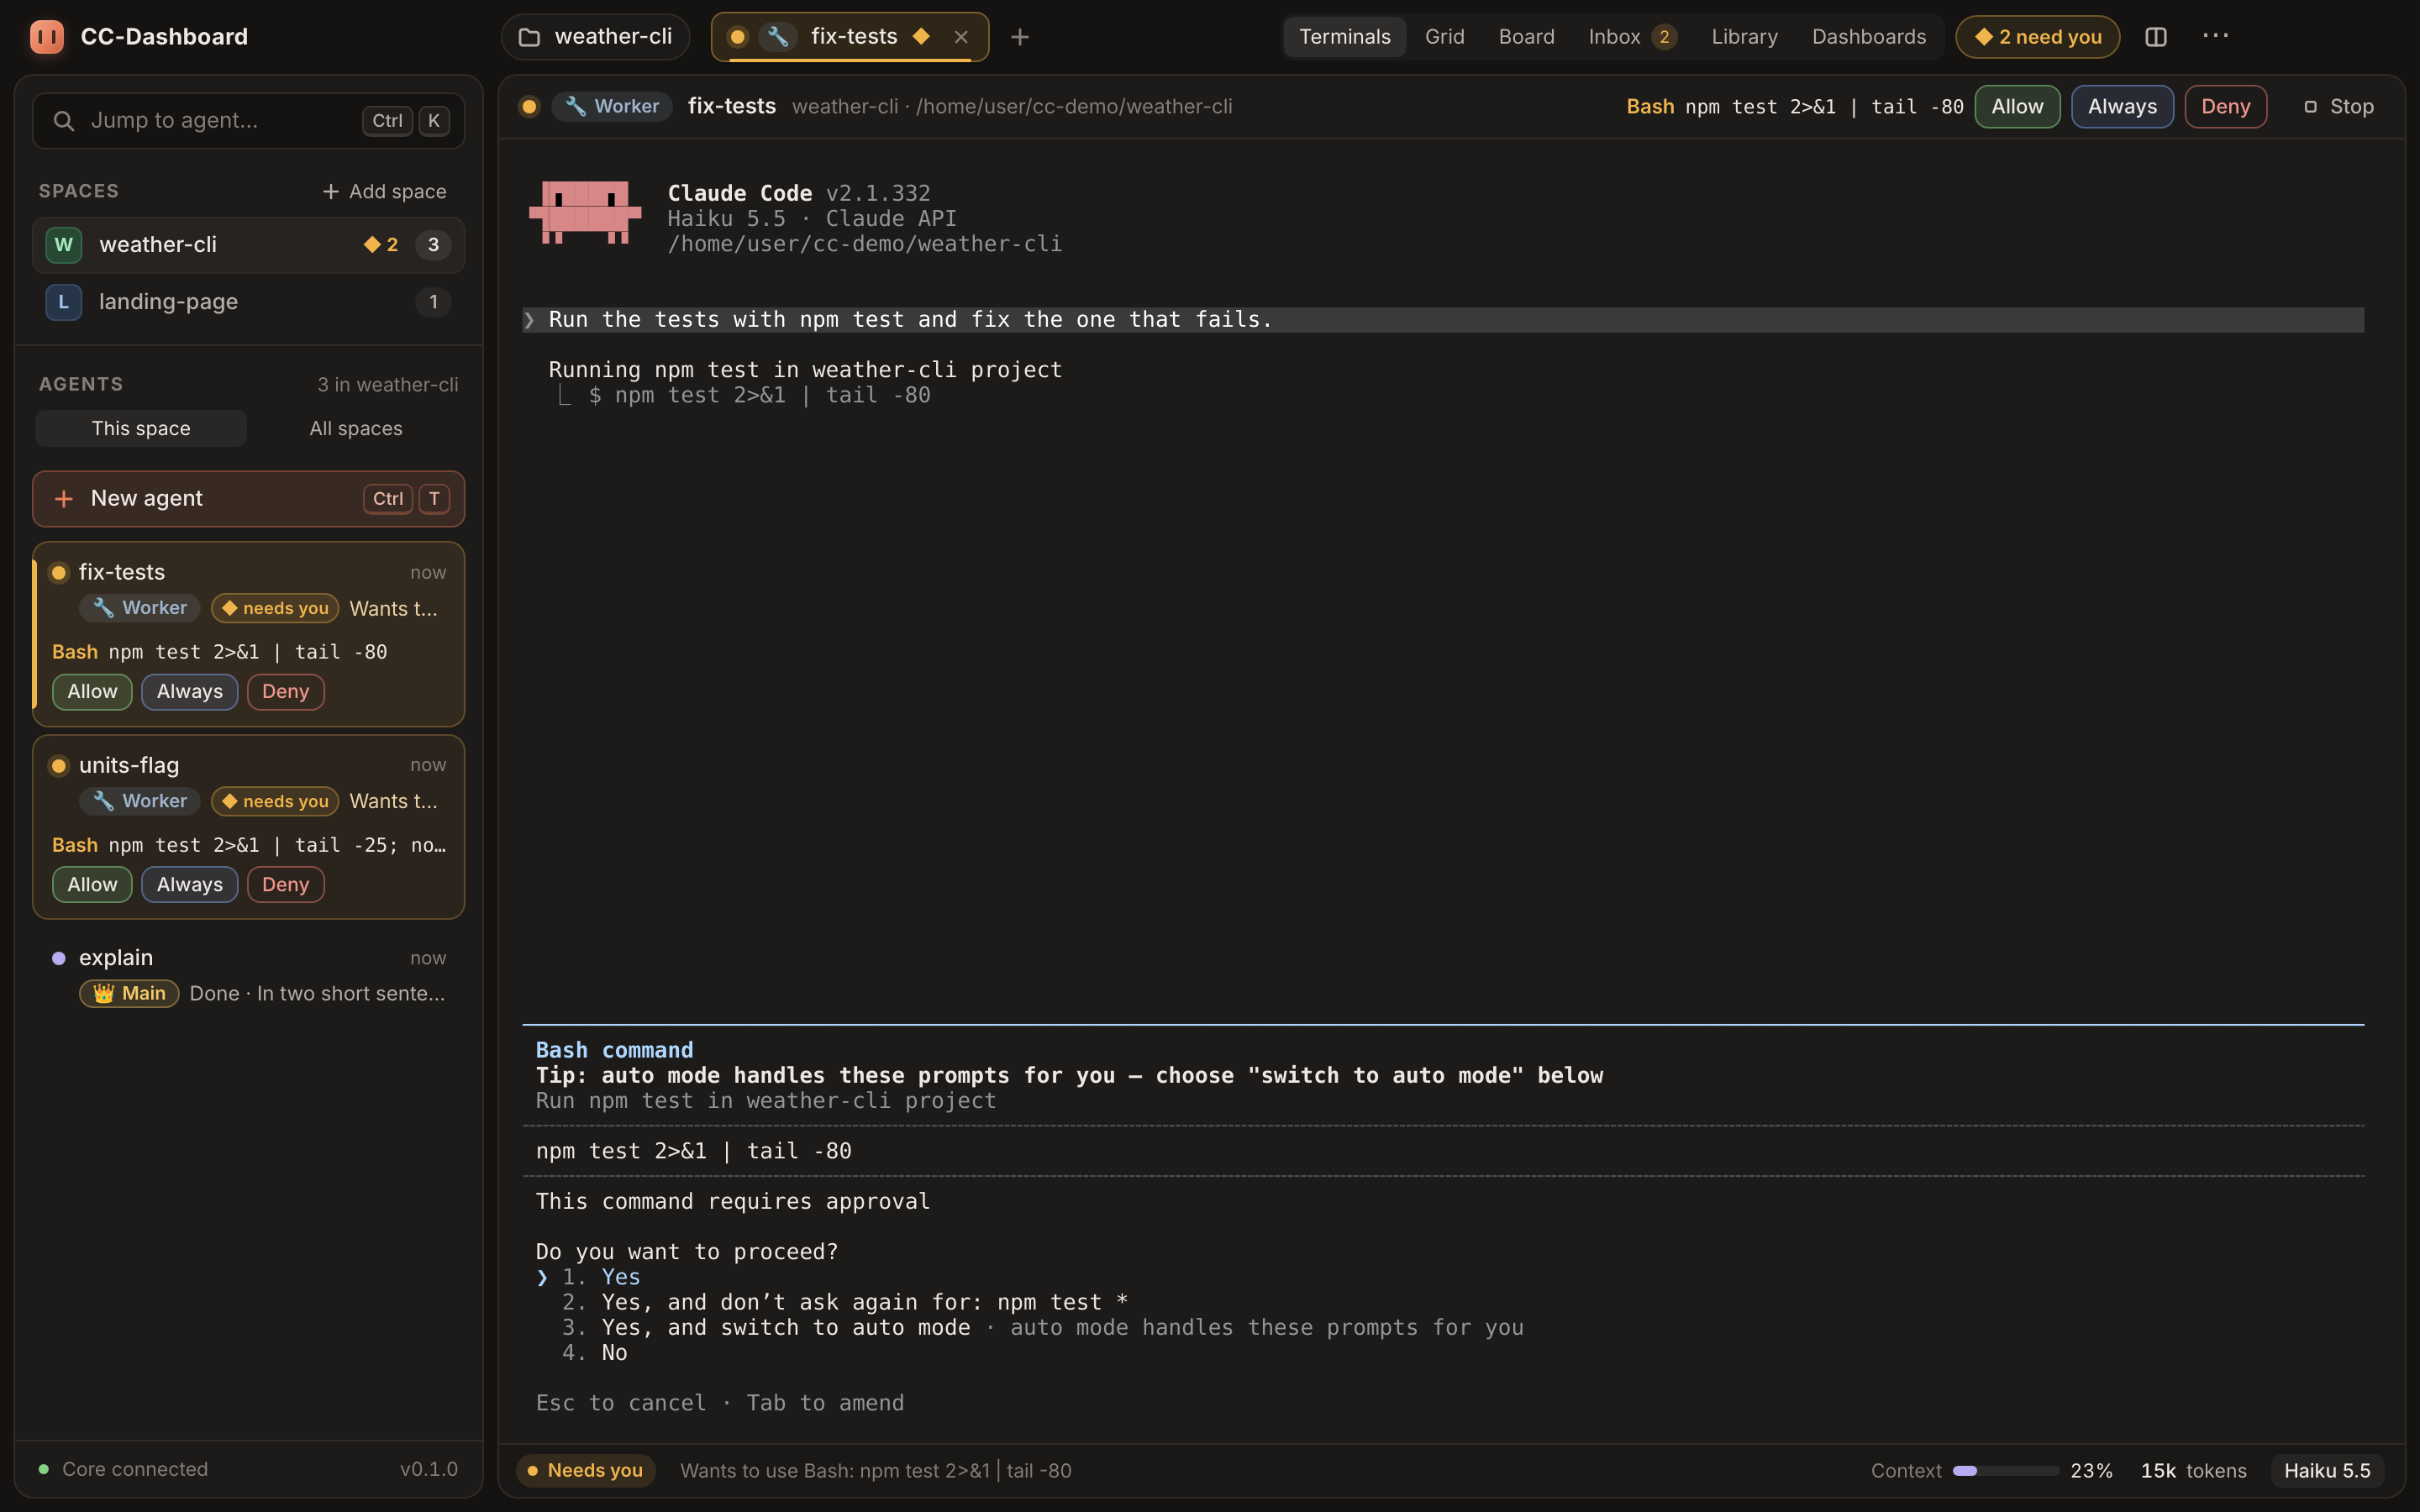 CC-Dashboard
weather-cli
fix-tests
Terminals Grid Board Inbox 2 Library Dashboards
2 need you
Jump to agent... Ctrl K
SPACES + Add space
W weather-cli 2 3
L landing-page 1
AGENTS 3 in weather-cli
This space All spaces
+ New agent Ctrl T
fix-tests now
Worker needs you Wants t...
Bash npm test 2>&1 | tail -80
Allow Always Deny
units-flag now
Worker needs you Wants t...
Bash npm test 2>&1 | tail -25; no…
Allow Always Deny
explain now
Main Done · In two short sente...
Core connected v0.1.0
Worker fix-tests weather-cli · /home/user/cc-demo/weather-cli
Bash npm test 2>&1 | tail -80 Allow Always Deny Stop
Claude Code v2.1.332
Haiku 5.5 · Claude API
/home/user/cc-demo/weather-cli
❯ Run the tests with npm test and fix the one that fails.
Running npm test in weather-cli project
⎿ $ npm test 2>&1 | tail -80
Bash command
Tip: auto mode handles these prompts for you — choose "switch to auto mode" below
Run npm test in weather-cli project
npm test 2>&1 | tail -80
This command requires approval
Do you want to proceed?
❯ 1. Yes
2. Yes, and don’t ask again for: npm test *
3. Yes, and switch to auto mode · auto mode handles these prompts for you
4. No
Esc to cancel · Tab to amend
Needs you Wants to use Bash: npm test 2>&1 | tail -80
Context 23% 15k tokens Haiku 5.5